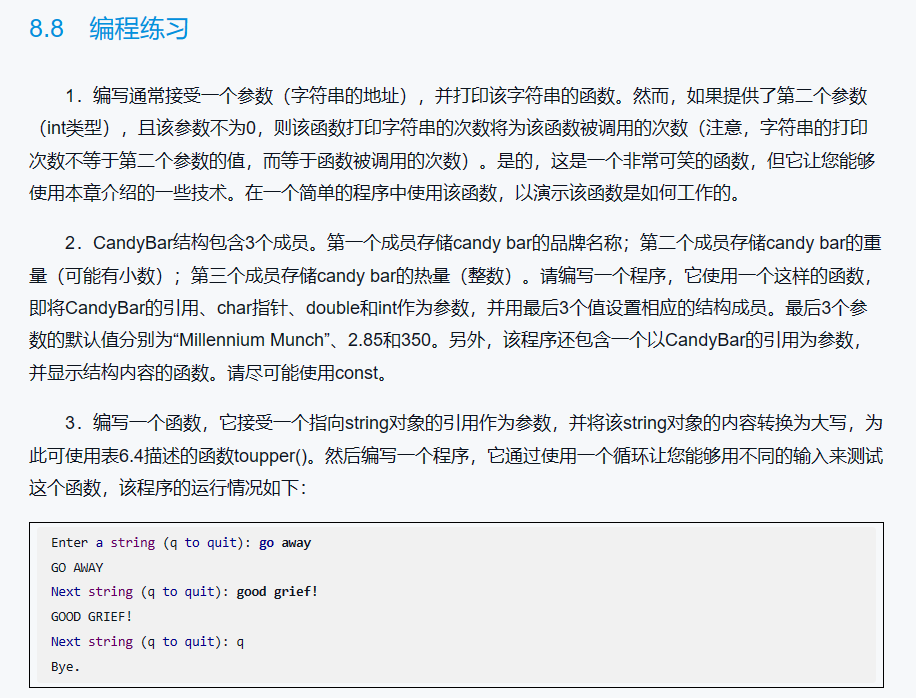 8.8 编程练习
1．编写通常接受一个参数（字符串的地址），并打印该字符串的函数。然而，如果提供了第二个参数
（int类型），且该参数不为0，则该函数打印字符串的次数将为该函数被调用的次数（注意，字符串的打印
次数不等于第二个参数的值，而等于函数被调用的次数）。是的，这是一个非常可笑的函数，但它让您能够
使用本章介绍的一些技术。在一个简单的程序中使用该函数，以演示该函数是如何工作的。
2．CandyBar结构包含3个成员。第一个成员存储candy bar的品牌名称；第二个成员存储candy bar的重
量（可能有小数）；第三个成员存储candy bar的热量（整数）。请编写一个程序，它使用一个这样的函数，
即将CandyBar的引用、char指针、double和int作为参数，并用最后3个值设置相应的结构成员。最后3个参
数的默认值分别为“Millennium Munch”、2.85和350。另外，该程序还包含一个以CandyBar的引用为参数，
并显示结构内容的函数。请尽可能使用const。
3．编写一个函数，它接受一个指向string对象的引用作为参数，并将该string对象的内容转换为大写，为
此可使用表6.4描述的函数toupper()。然后编写一个程序，它通过使用一个循环让您能够用不同的输入来测试
这个函数，该程序的运行情况如下：
Enter a string (q to quit): go away
GO AWAY
Next string (q to quit): good grief!
GOOD GRIEF!
Next string (q to quit): q
Bye.